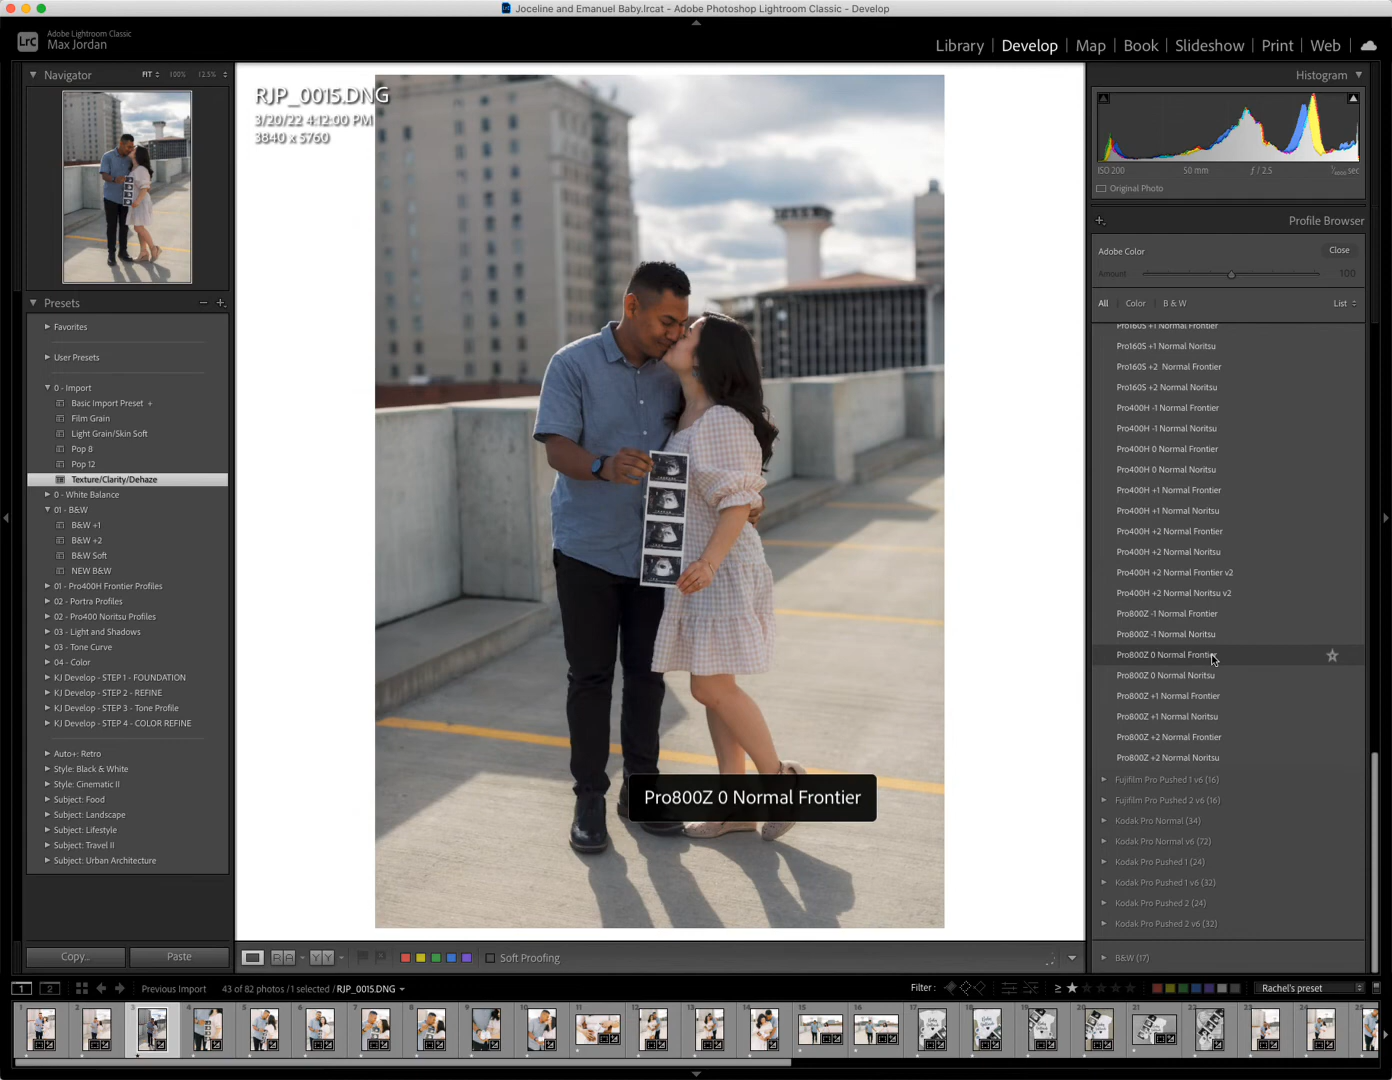 Joceline and Emanuel Baby.lrcat - Adobe Photoshop Lightroom Classic - Develop
LrC
Adobe Lightroom Classic
Max Jordan
Library | Develop | Map | Book | Slideshow | Print | Web
Navigator FIT 100% 12.5%
RJP_0015.DNG
3/20/22 4:12:00 PM
3840 x 5760
Presets
Favorites
User Presets
0 - Import
Basic Import Preset +
Film Grain
Light Grain/Skin Soft
Pop 8
Pop 12
Texture/Clarity/Dehaze
0 - White Balance
01 - B&W
B&W +1
B&W +2
B&W Soft
NEW B&W
01 - Pro400H Frontier Profiles
02 - Portra Profiles
02 - Pro400 Noritsu Profiles
03 - Light and Shadows
03 - Tone Curve
04 - Color
KJ Develop - STEP 1 - FOUNDATION
KJ Develop - STEP 2 - REFINE
KJ Develop - STEP 3 - Tone Profile
KJ Develop - STEP 4 - COLOR REFINE
Auto+: Retro
Style: Black & White
Style: Cinematic II
Subject: Food
Subject: Landscape
Subject: Lifestyle
Subject: Travel II
Subject: Urban Architecture
Copy... Paste
Pro800Z 0 Normal Frontier
Histogram
ISO 200 50 mm ƒ / 2.5 1/4000 sec
Original Photo
Profile Browser
Adobe Color Close
Amount 100
All | Color | B & W List
Pro160S +1 Normal Frontier
Pro160S +1 Normal Noritsu
Pro160S +2 Normal Frontier
Pro160S +2 Normal Noritsu
Pro400H -1 Normal Frontier
Pro400H -1 Normal Noritsu
Pro400H 0 Normal Frontier
Pro400H 0 Normal Noritsu
Pro400H +1 Normal Frontier
Pro400H +1 Normal Noritsu
Pro400H +2 Normal Frontier
Pro400H +2 Normal Noritsu
Pro400H +2 Normal Frontier v2
Pro400H +2 Normal Noritsu v2
Pro800Z -1 Normal Frontier
Pro800Z -1 Normal Noritsu
Pro800Z 0 Normal Frontier
Pro800Z 0 Normal Noritsu
Pro800Z +1 Normal Frontier
Pro800Z +1 Normal Noritsu
Pro800Z +2 Normal Frontier
Pro800Z +2 Normal Noritsu
Fujifilm Pro Pushed 1 v6 (16)
Fujifilm Pro Pushed 2 v6 (16)
Kodak Pro Normal (34)
Kodak Pro Normal v6 (72)
Kodak Pro Pushed 1 (24)
Kodak Pro Pushed 1 v6 (32)
Kodak Pro Pushed 2 (24)
Kodak Pro Pushed 2 v6 (32)
B&W (17)
R A Y Y Soft Proofing
1 2 Previous Import 43 of 82 photos / 1 selected / RJP_0015.DNG Filter : ≥ Rachel's preset